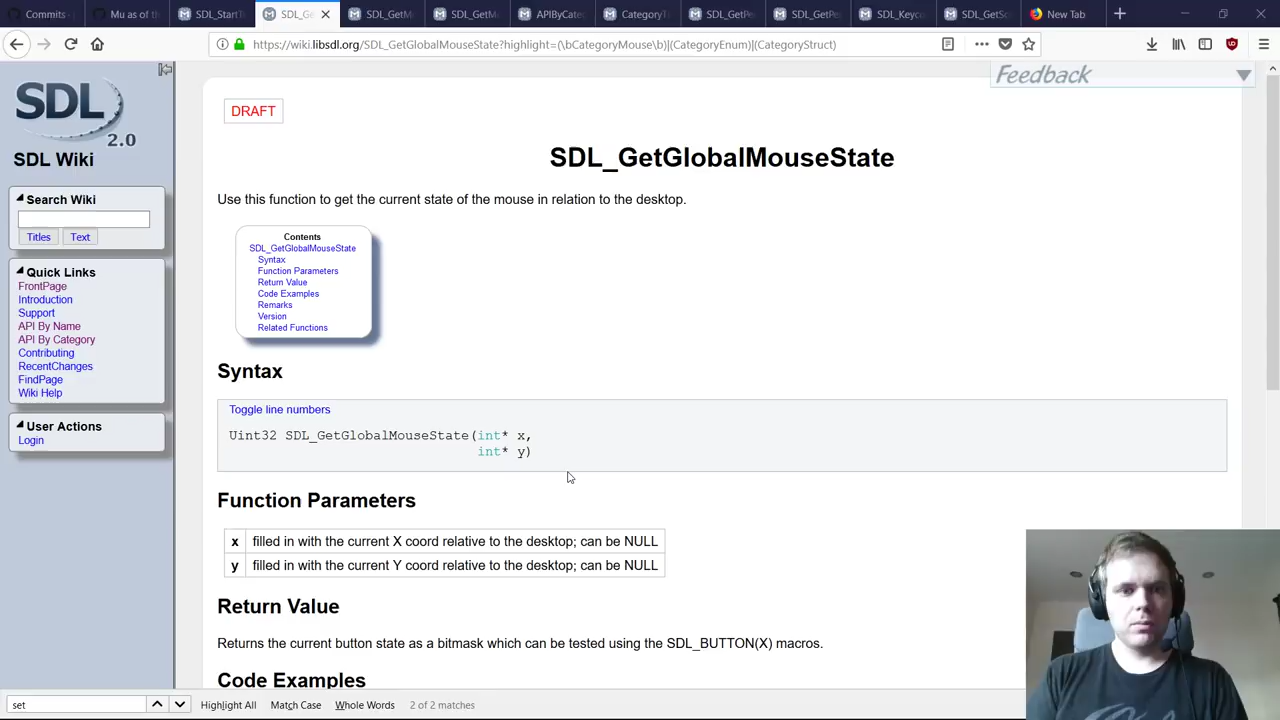 Commits - p
Mu as of the
SDL_StartT
SDL_Ge
SDL_GetMo
SDL_GetMo
APIByCateg
CategoryT
SDL_GetPe
SDL_GetPe
SDL_Keyco
SDL_GetSc
New Tab
https://wiki.libsdl.org/SDL_GetGlobalMouseState?highlight=(\bCategoryMouse\b)|(CategoryEnum)|(CategoryStruct)
Feedback
SDL
2.0
SDL Wiki
Search Wiki
Titles Text
Quick Links
FrontPage
Introduction
Support
API By Name
API By Category
Contributing
RecentChanges
FindPage
Wiki Help
User Actions
Login
DRAFT
SDL_GetGlobalMouseState
Use this function to get the current state of the mouse in relation to the desktop.
Contents
SDL_GetGlobalMouseState
Syntax
Function Parameters
Return Value
Code Examples
Remarks
Version
Related Functions
Syntax
Toggle line numbers
Uint32 SDL_GetGlobalMouseState(int* x,
int* y)
Function Parameters
x filled in with the current X coord relative to the desktop; can be NULL
y filled in with the current Y coord relative to the desktop; can be NULL
Return Value
Returns the current button state as a bitmask which can be tested using the SDL_BUTTON(X) macros.
Code Examples
set Highlight All Match Case Whole Words 2 of 2 matches